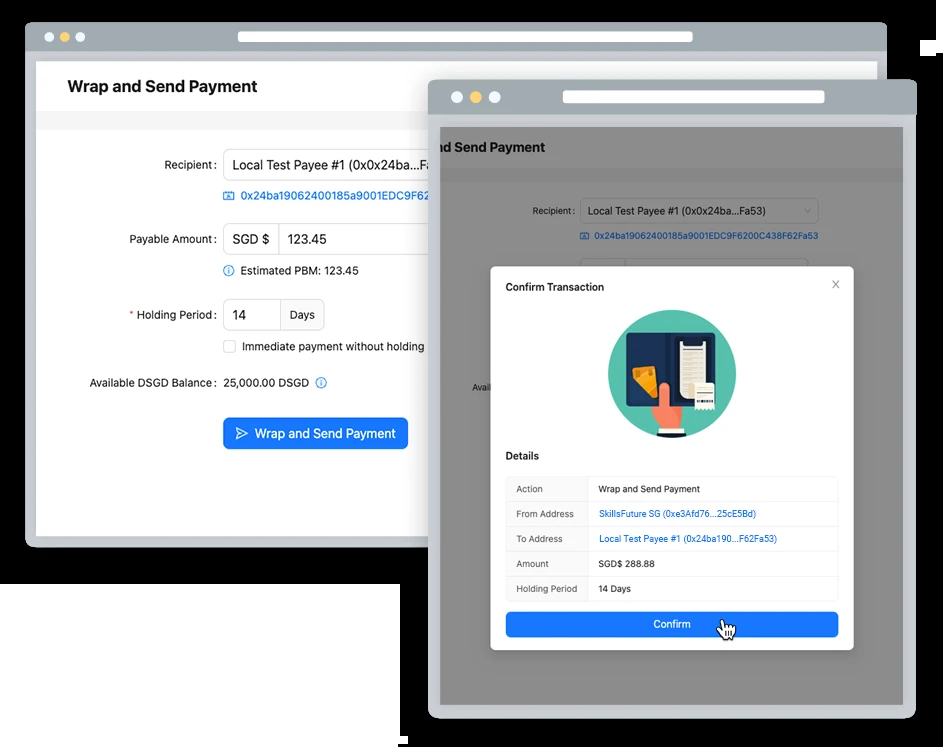 Wrap and Send Payment
Recipient: Local Test Payee #1 (0x0x24ba...Fa
0x24ba19062400185a9001EDC9F62
Payable Amount: SGD $ 123.45
Estimated PBM: 123.45
* Holding Period: 14 Days
Immediate payment without holding
Available DSGD Balance: 25,000.00 DSGD
Wrap and Send Payment
nd Send Payment
Recipient: Local Test Payee #1 (0x0x24ba...Fa53)
0x24ba19062400185a9001EDC9F6200C438F62Fa53
Avail
Confirm Transaction
Details
Action Wrap and Send Payment
From Address SkillsFuture SG (0xe3Afd76...25cE5Bd)
To Address Local Test Payee #1 (0x24ba190...F62Fa53)
Amount SGD$ 288.88
Holding Period 14 Days
Confirm